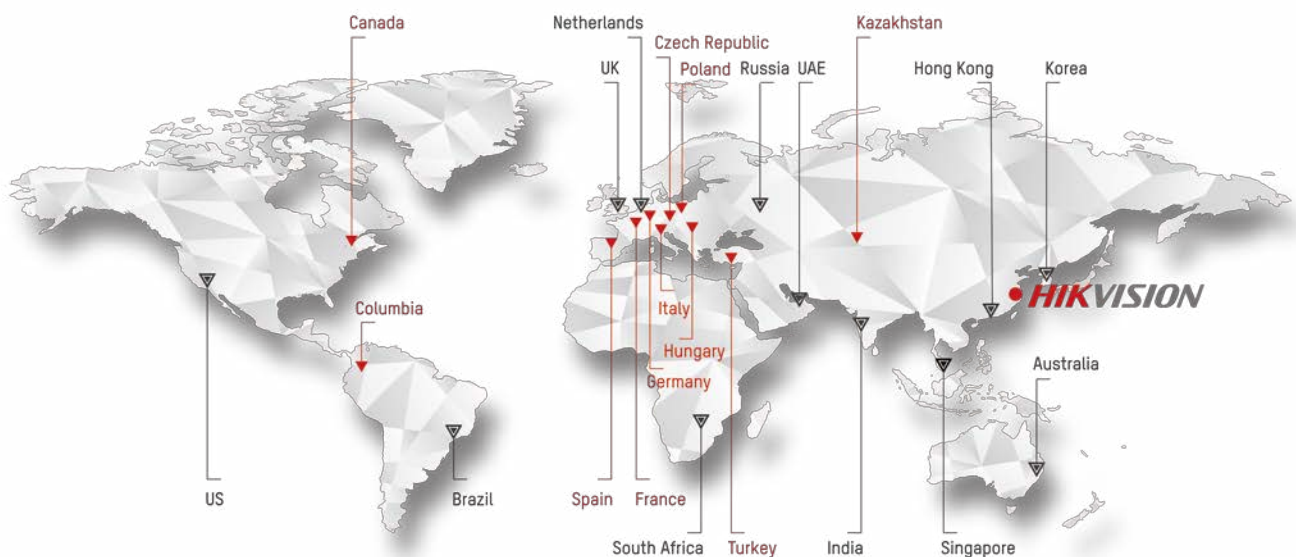 Canada
Netherlands
Czech Republic
Kazakhstan
UK
Poland
Russia
UAE
Hong Kong
Korea
HIKVISION
Columbia
Italy
Hungary
Germany
Australia
US
Brazil
Spain
France
South Africa
Turkey
India
Singapore